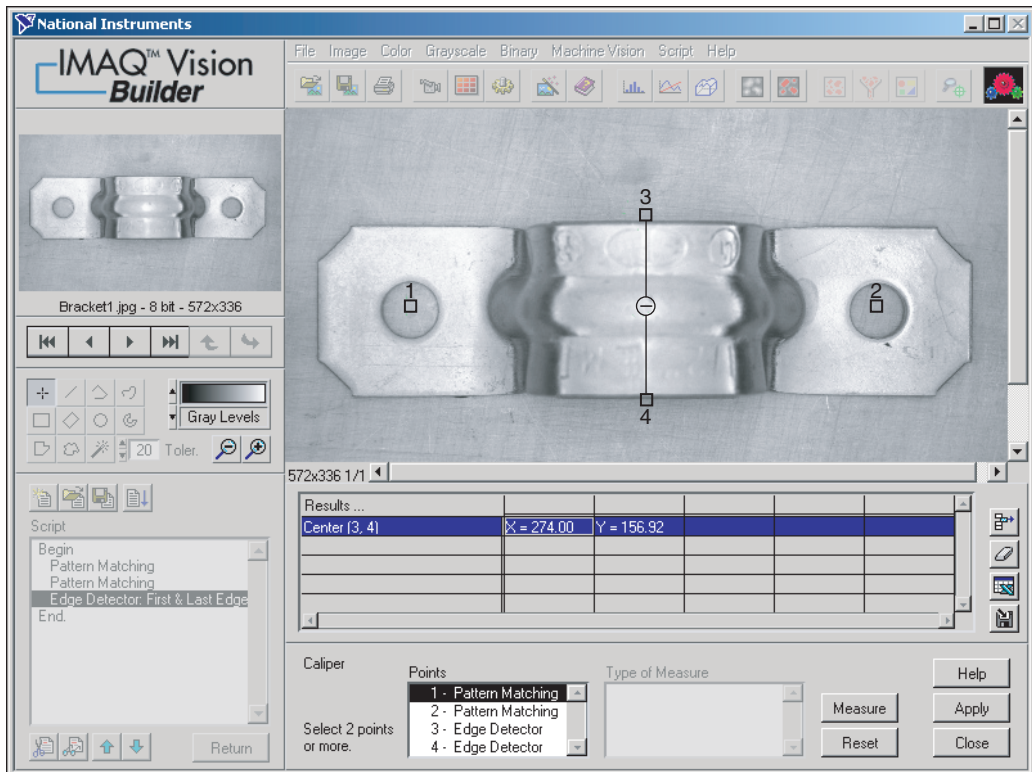 National Instruments
IMAQ™ Vision
Builder
File Image Color Grayscale Binary Machine Vision Script Help
Bracket1.jpg - 8 bit - 572x336
Gray Levels
20 Toler.
Script
Begin
Pattern Matching
Pattern Matching
Edge Detector: First & Last Edge
End.
Return
3
1
2
4
572x336 1/1
Results ...
Center (3, 4) X = 274.00 Y = 156.92
Caliper
Select 2 points
or more.
Points
1 - Pattern Matching
2 - Pattern Matching
3 - Edge Detector
4 - Edge Detector
Type of Measure
Measure
Reset
Help
Apply
Close